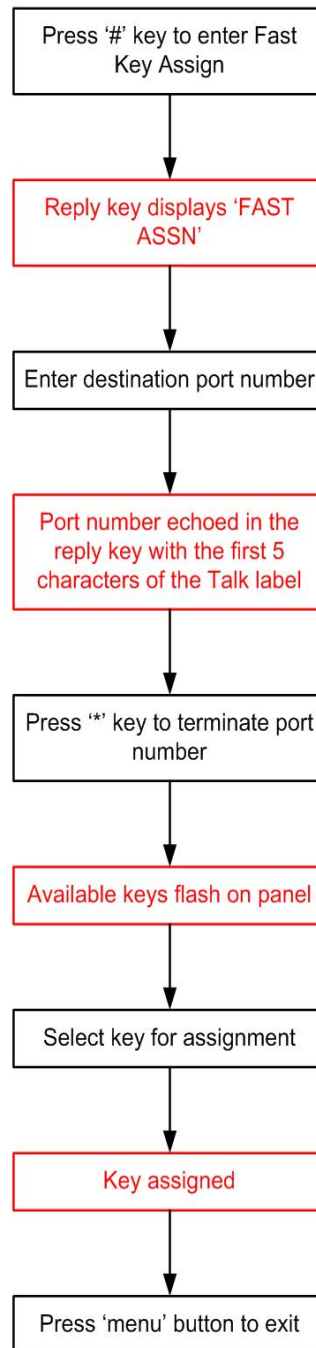 Press ‘#’ key to enter Fast
Key Assign
Reply key displays ‘FAST
ASSN’
Enter destination port number
Port number echoed in the
reply key with the first 5
characters of the Talk label
Press ‘*’ key to terminate port
number
Available keys flash on panel
Select key for assignment
Key assigned
Press ‘menu’ button to exit